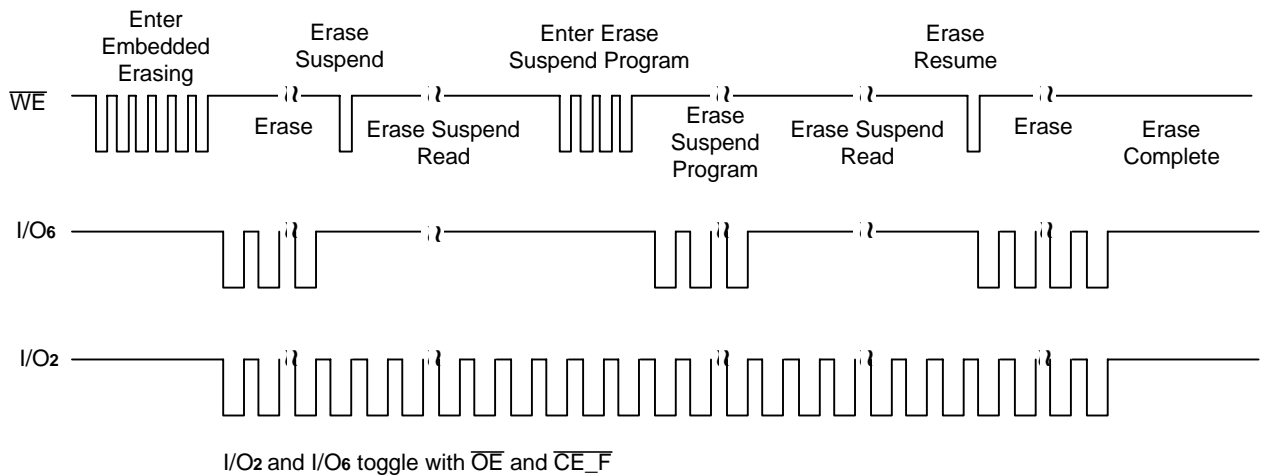 Enter
Embedded
Erasing
Erase
Suspend
Enter Erase
Suspend Program
Erase
Resume
WE
Erase
Erase Suspend
Read
Erase
Suspend
Program
Erase Suspend
Read
Erase
Erase
Complete
I/O6
I/O2
I/O2 and I/O6 toggle with OE and CE_F